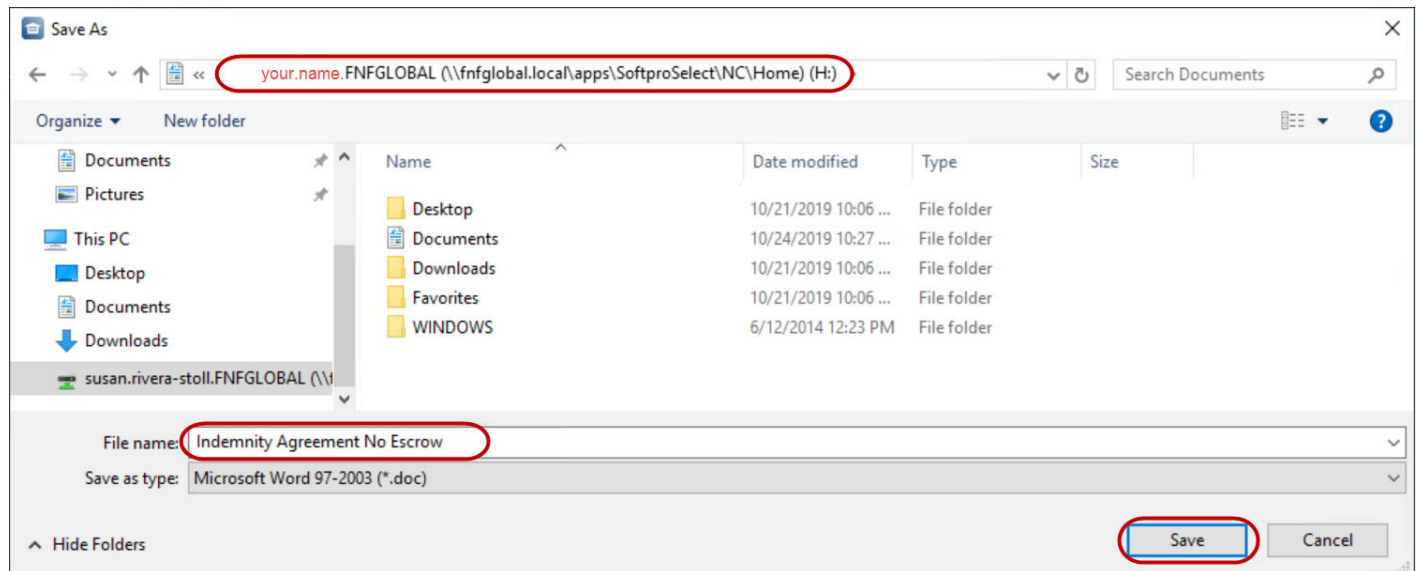 Save As
« your.name.FNFGLOBAL (\\fnfglobal.local\apps\SoftproSelect\NC\Home) (H:)
Search Documents
Organize
New folder
Documents
Pictures
This PC
Desktop
Documents
Downloads
susan.rivera-stoll.FNFGLOBAL (\\f
Name Date modified Type Size
Desktop 10/21/2019 10:06 ... File folder
Documents 10/24/2019 10:27 ... File folder
Downloads 10/21/2019 10:06 ... File folder
Favorites 10/21/2019 10:06 ... File folder
WINDOWS 6/12/2014 12:23 PM File folder
File name: Indemnity Agreement No Escrow
Save as type: Microsoft Word 97-2003 (*.doc)
Hide Folders
Save
Cancel